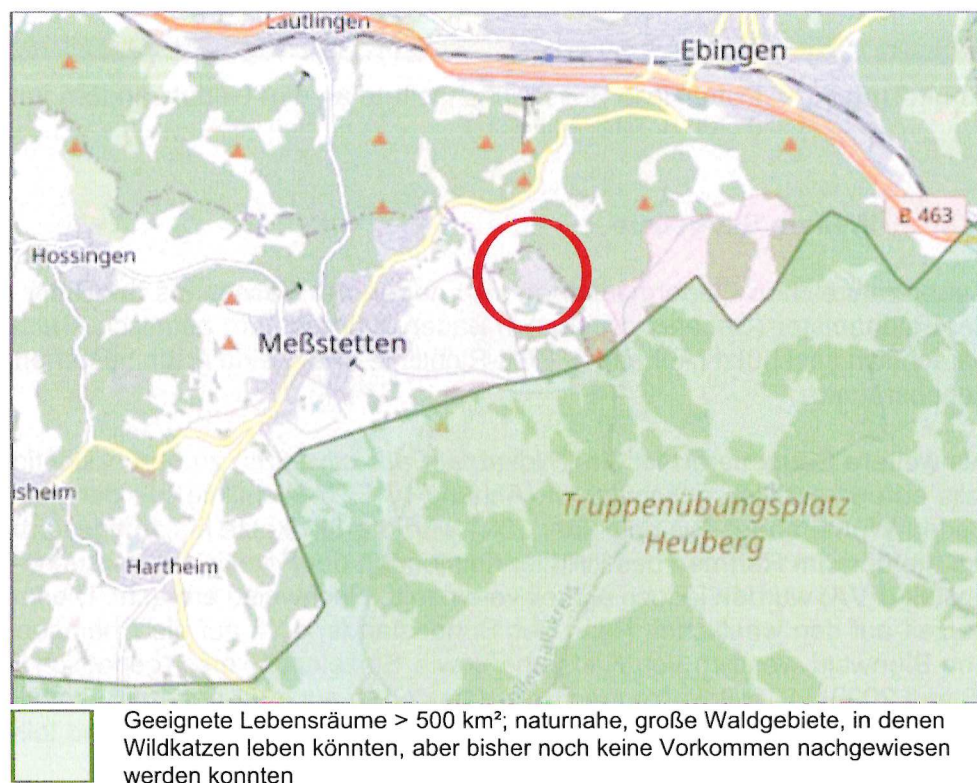 Lautlingen
Ebingen
B 463
Hossingen
Meßstetten
isheim
Truppenübungsplatz
Heuberg
Hartheim
Geeignete Lebensräume > 500 km²; naturnahe, große Waldgebiete, in denen
Wildkatzen leben könnten, aber bisher noch keine Vorkommen nachgewiesen
werden konnten